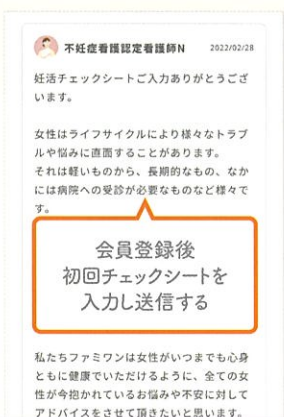 不妊症看護認定看護師N 2022/02/28
妊活チェックシートご入力ありがとうござ
います。
女性はライフサイクルにより様々なトラブ
ルや悩みに直面することがあります。
それは軽いものから、長期的なもの、なか
には病院への受診が必要なものなど様々で
す。
会員登録後
初回チェックシートを
入力し送信する
私たちファミワンは女性がいつまでも心身
ともに健康でいただけるように、全ての女
性が今抱かれているお悩みや不安に対して
アドバイスをさせて頂きたいと思います。